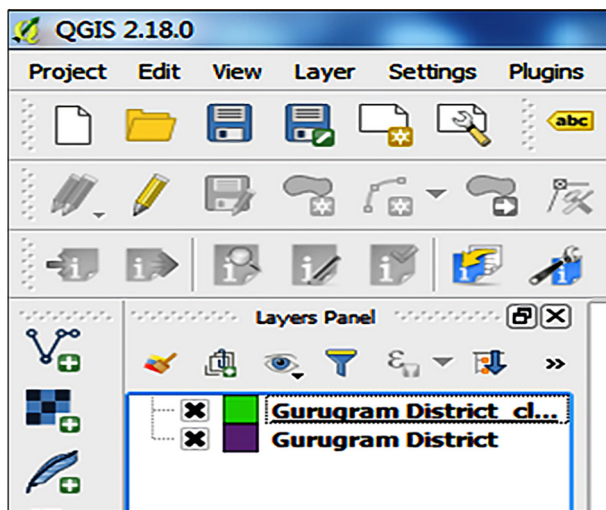 QGIS 2.18.0
Project Edit View Layer Settings Plugins
abc
Layers Panel
Gurugram District_cl...
Gurugram District